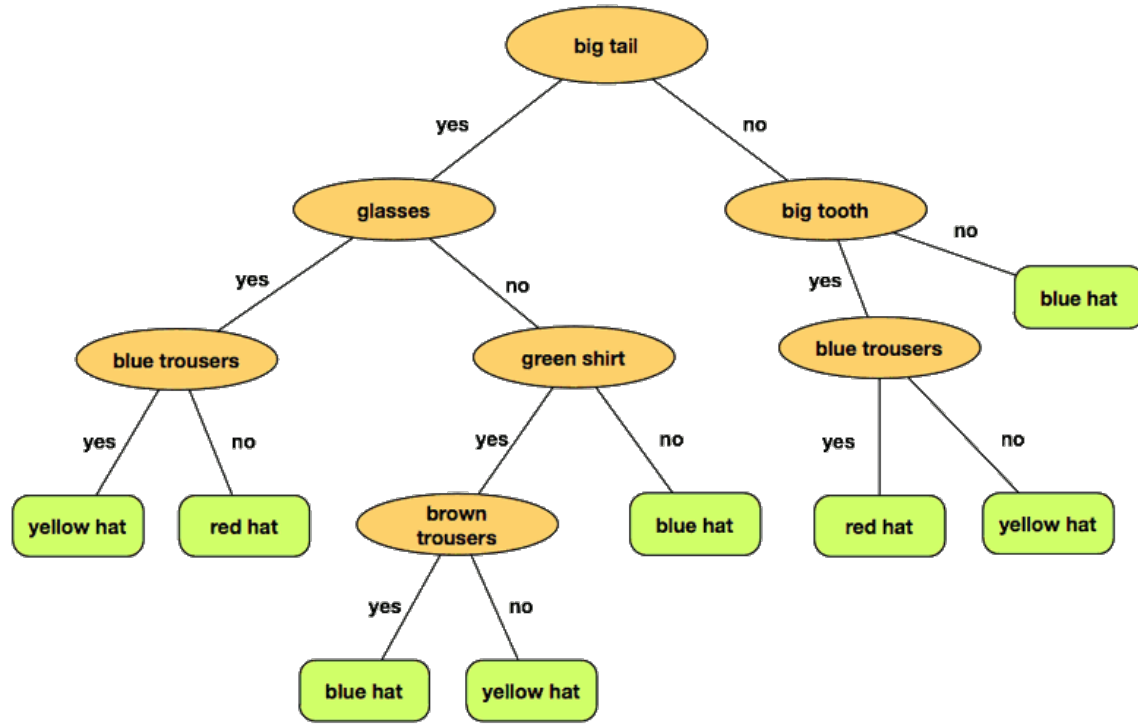 big tail
yes
no
glasses
big tooth
no
yes
no
yes
blue hat
blue trousers
green shirt
blue trousers
yes
no
yes
no
yes
no
yellow hat
red hat
brown
trousers
blue hat
red hat
yellow hat
yes
no
blue hat
yellow hat